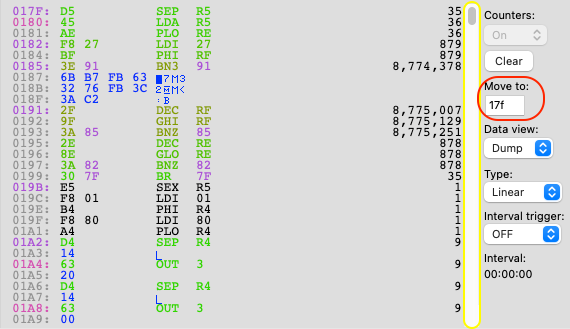 017F: D5 SEP R5 35
0180: 45 LDA R5 36
0181: AE PLO RE 36
0182: F8 27 LDI 27 879
0184: BF PHI RF 879
0185: 3E 91 BN3 91 8,774,378
0187: 6B B7 FB 63 7M3
018B: 32 76 FB 3C 2 M<
018F: 3A C2 :B
0191: 2F DEC RF 8,775,007
0192: 9F GHI RF 8,775,129
0193: 3A 85 BNZ 85 8,775,251
0195: 2E DEC RE 878
0196: 8E GLO RE 878
0197: 3A 82 BNZ 82 878
0199: 30 7F BR 7F 35
019B: E5 SEX R5 1
019C: F8 01 LDI 01 1
019E: B4 PHI R4 1
019F: F8 80 LDI 80 1
01A1: A4 PLO R4 1
01A2: D4 SEP R4 9
01A3: 14
01A4: 63 OUT 3 9
01A5: 20
01A6: D4 SEP R4 9
01A7: 14
01A8: 63 OUT 3 9
01A9: 00
Counters:
On
Clear
Move to:
17f
Data view:
Dump
Type:
Linear
Interval trigger:
OFF
Interval:
00:00:00